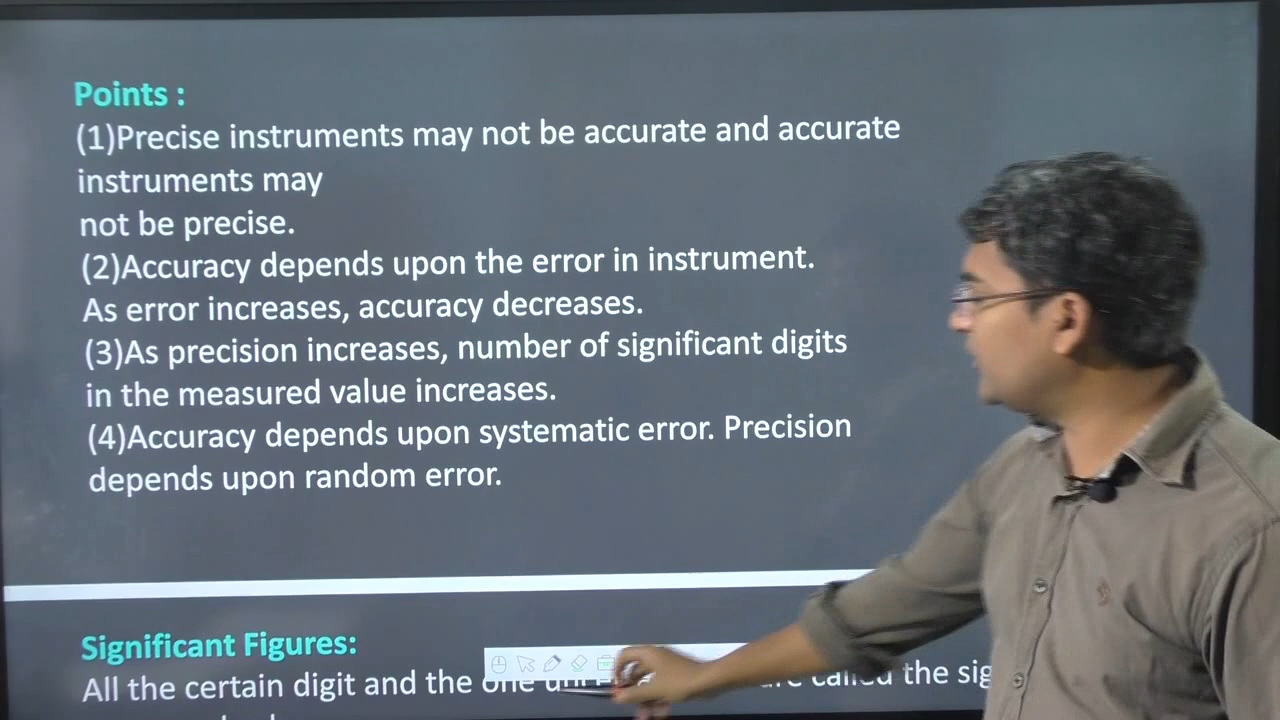 Points :
(1)Precise instruments may not be accurate and accurate
instruments may
not be precise.
(2)Accuracy depends upon the error in instrument.
As error increases, accuracy decreases.
(3)As precision increases, number of significant digits
in the measured value increases.
(4)Accuracy depends upon systematic error. Precision
depends upon random error.
Significant Figures:
All the certain digit and the one called the